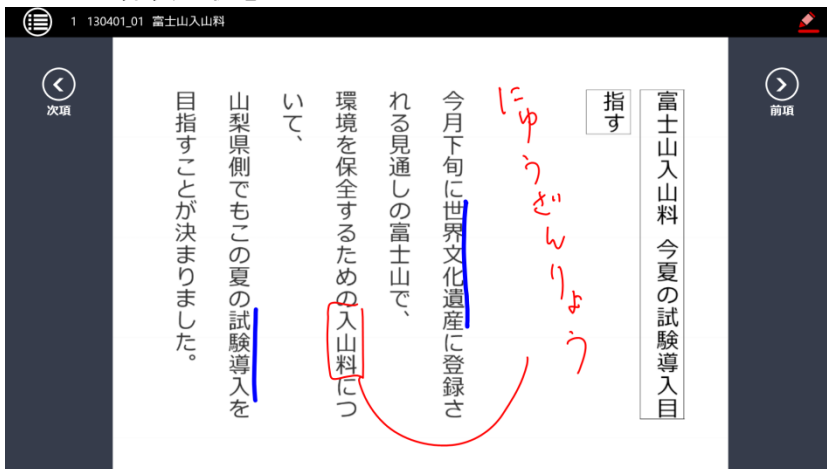 1 130401_01 富士山入山料
次項
前項
富士山入山料 今夏の試験導入目
指す
にゅうざんりょう
今月下旬に世界文化遺産に登録さ
れる見通しの富士山で、
環境を保全するための入山料につ
いて、
山梨県側でもこの夏の試験導入を
目指すことが決まりました。